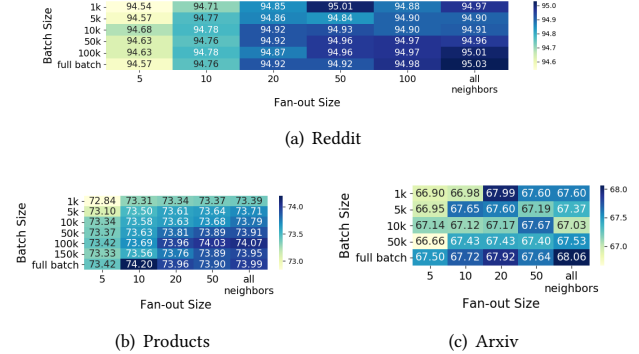 1k 94.54 94.71 94.85 95.01 94.88 94.97
5k 94.57 94.77 94.86 94.84 94.90 94.90
10k 94.68 94.78 94.92 94.93 94.90 94.91
50k 94.63 94.76 94.92 94.96 94.97 94.96
100k 94.63 94.78 94.87 94.96 94.97 95.01
full batch 94.57 94.76 94.92 94.92 94.98 95.03
Batch Size
5 10 20 50 100 all
neighbors
Fan-out Size
95.0
94.9
94.8
94.7
94.6
(a) Reddit
1k 72.84 73.31 73.34 73.37 73.39
5k 73.10 73.50 73.61 73.64 73.71
10k 73.34 73.58 73.63 73.68 73.89
50k 73.37 73.63 73.81 73.89 73.91
100k 73.42 73.69 73.96 74.03 74.07
150k 73.33 73.56 73.76 73.89 73.95
full batch 73.42 74.20 73.96 73.90 73.99
Batch Size
5 10 20 50 all
neighbors
Fan-out Size
74.0
73.5
73.0
(b) Products
1k 66.90 66.98 67.99 67.60 67.60
5k 66.95 67.65 67.60 67.19 67.37
10k 67.14 67.12 67.17 67.67 67.03
50k 66.66 67.43 67.43 67.40 67.53
full batch 67.50 67.72 67.92 67.64 68.06
Batch Size
5 10 20 50 all
neighbors
Fan-out Size
68.0
67.5
67.0
(c) Arxiv